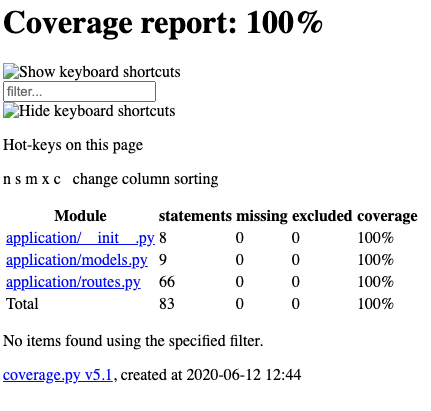 Coverage report: 100%
Show keyboard shortcuts
filter...
Hide keyboard shortcuts
Hot-keys on this page
n s m x c change column sorting
Module statements missing excluded coverage
application/__init__.py 8 0 0 100%
application/models.py 9 0 0 100%
application/routes.py 66 0 0 100%
Total 83 0 0 100%
No items found using the specified filter.
coverage.py v5.1, created at 2020-06-12 12:44